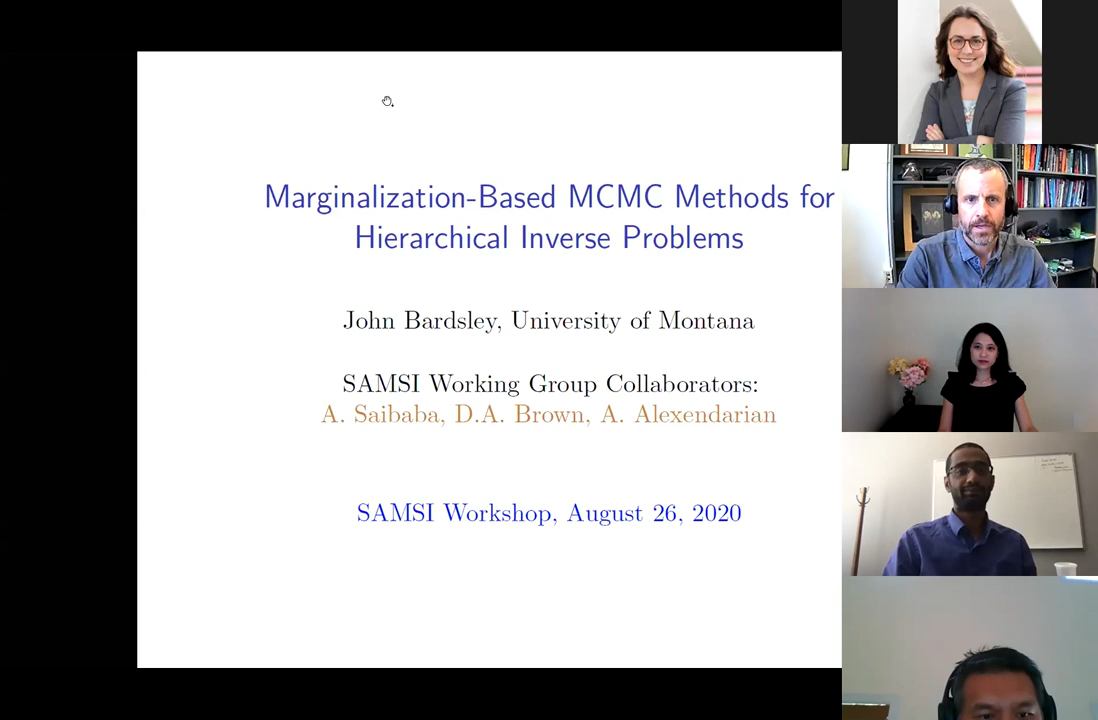 Marginalization-Based MCMC Methods for
Hierarchical Inverse Problems
John Bardsley, University of Montana
SAMSI Working Group Collaborators:
A. Saibaba, D.A. Brown, A. Alexendarian
SAMSI Workshop, August 26, 2020